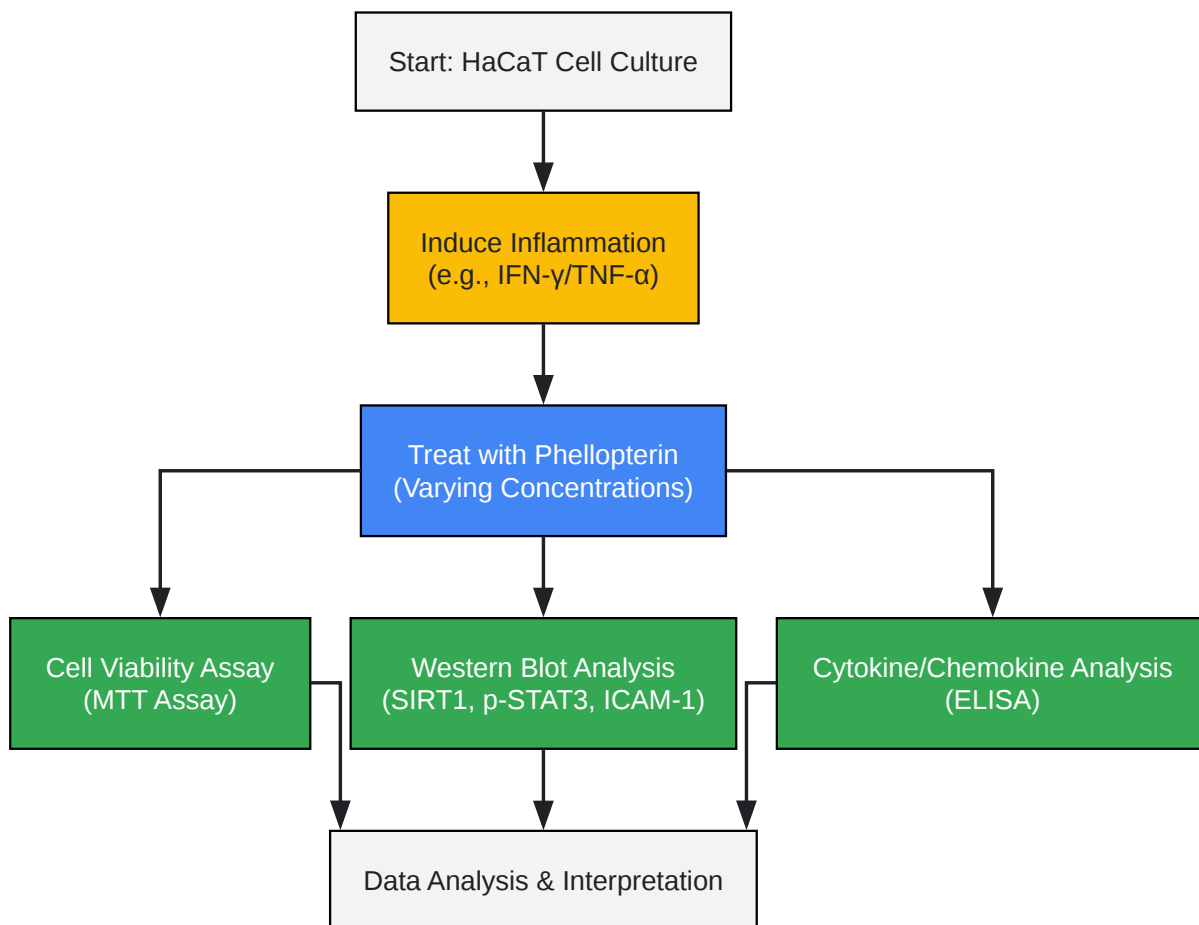 Start: HaCaT Cell Culture
Induce Inflammation
(e.g., IFN-γ/TNF-α)
Treat with Phellopterin
(Varying Concentrations)
Cell Viability Assay
(MTT Assay)
Western Blot Analysis
(SIRT1, p-STAT3, ICAM-1)
Cytokine/Chemokine Analysis
(ELISA)
Data Analysis & Interpretation